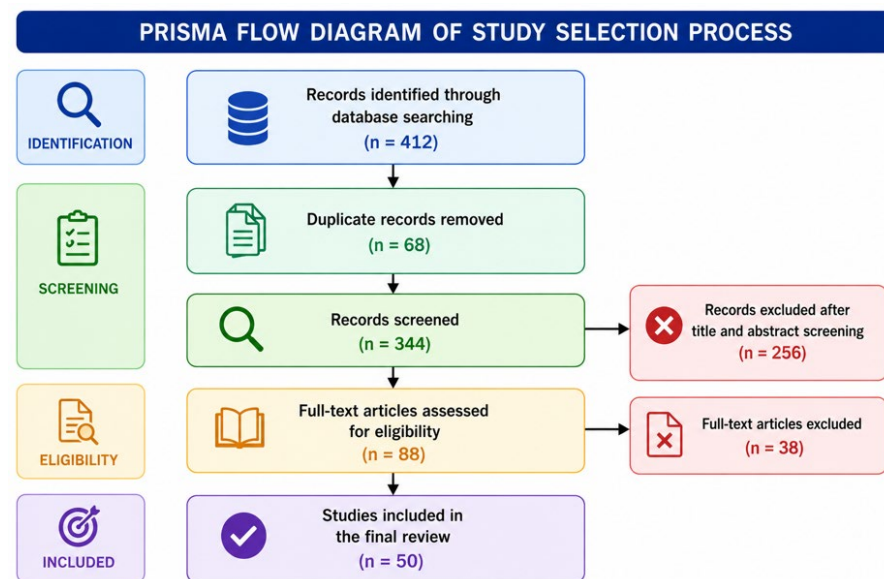 PRISMA FLOW DIAGRAM OF STUDY SELECTION PROCESS
IDENTIFICATION
Records identified through
database searching
(n = 412)
SCREENING
Duplicate records removed
(n = 68)
Records screened
(n = 344)
Records excluded after
title and abstract screening
(n = 256)
ELIGIBILITY
Full-text articles assessed
for eligibility
(n = 88)
Full-text articles excluded
(n = 38)
INCLUDED
Studies included in
the final review
(n = 50)